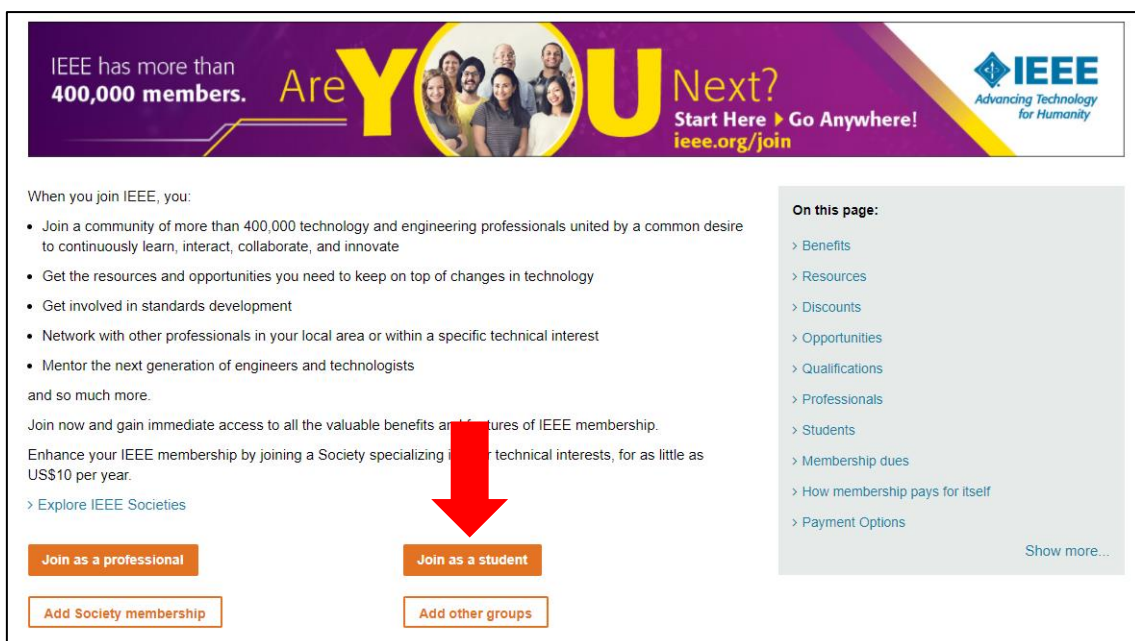 IEEE has more than
400,000 members.
Are YOU Next?
Start Here Go Anywhere!
ieee.org/join
IEEE
Advancing Technology
for Humanity
When you join IEEE, you:
• Join a community of more than 400,000 technology and engineering professionals united by a common desire
to continuously learn, interact, collaborate, and innovate
• Get the resources and opportunities you need to keep on top of changes in technology
• Get involved in standards development
• Network with other professionals in your local area or within a specific technical interest
• Mentor the next generation of engineers and technologists
and so much more.
Join now and gain immediate access to all the valuable benefits and features of IEEE membership.
Enhance your IEEE membership by joining a Society specializing technical interests, for as little as
US$10 per year.
> Explore IEEE Societies
Join as a professional
Join as a student
Add Society membership
Add other groups
On this page:
> Benefits
> Resources
> Discounts
> Opportunities
> Qualifications
> Professionals
> Students
> Membership dues
> How membership pays for itself
> Payment Options
Show more...